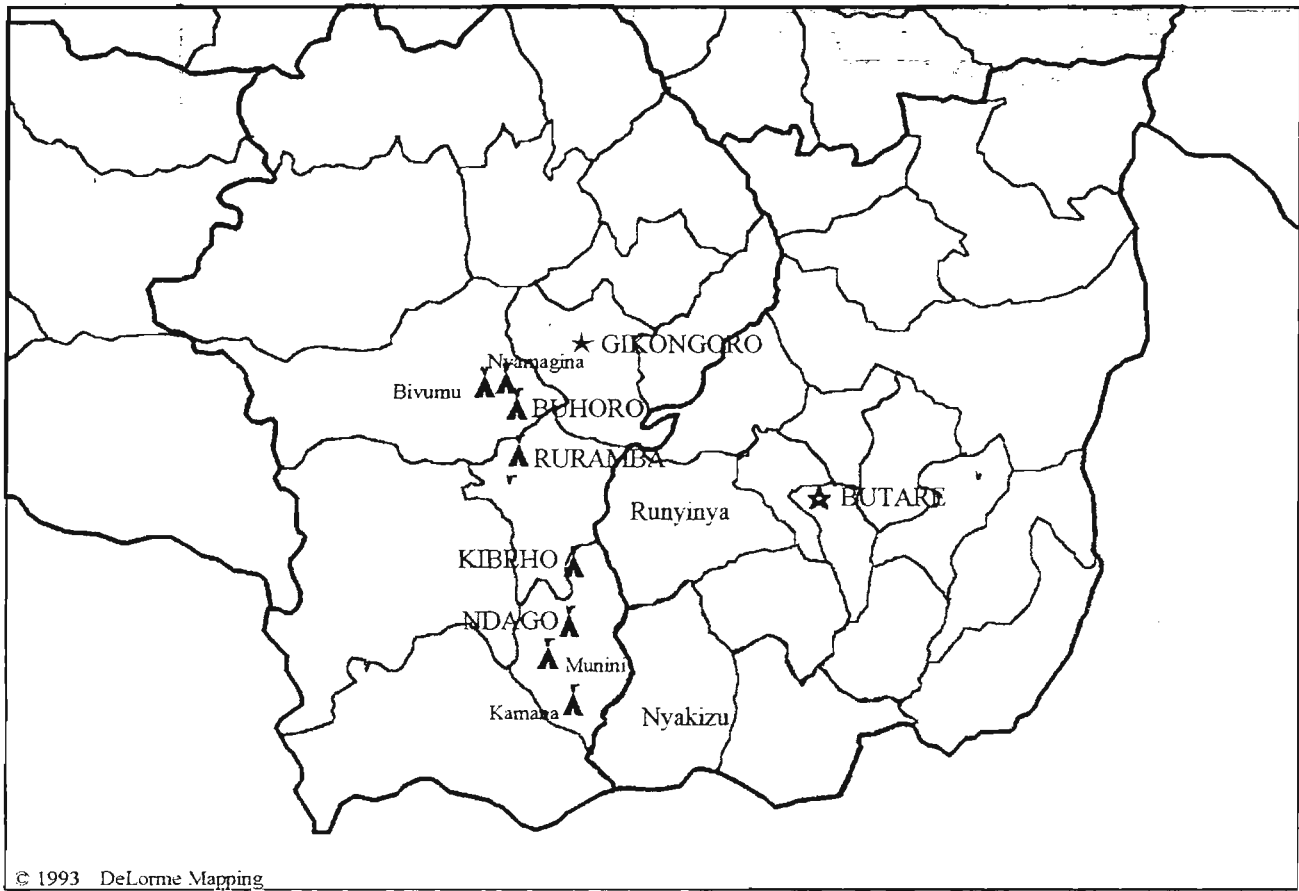 GIKONGORO
Nyamagina
Bivumu
BUHORO
RURAMBA
BUTARE
Runyinya
KIBEHO
NDAGO
Munini
Kamana
Nyakizu
© 1993 DeLorme Mapping